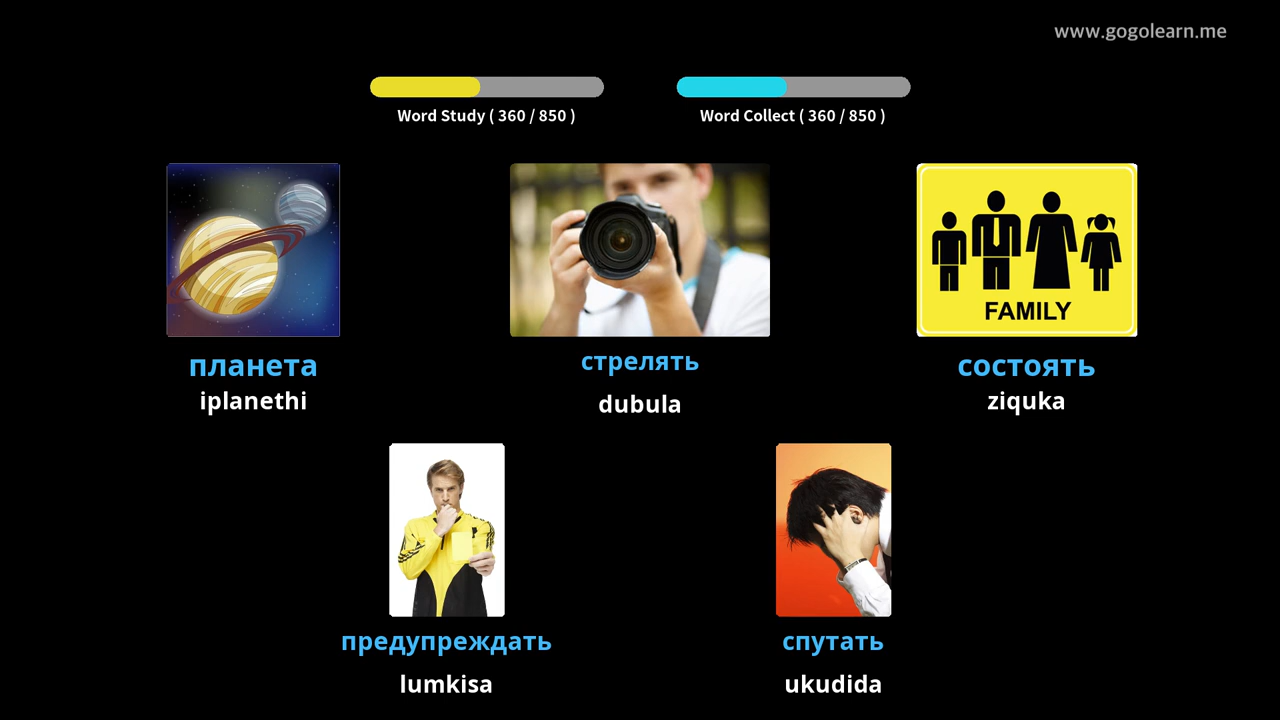 www.gogolearn.me
Word Study ( 360 / 850 )
Word Collect ( 360 / 850 )
FAMILY
планета
iplanethi
стрелять
dubula
состоять
ziquka
предупреждать
lumkisa
спутать
ukudida